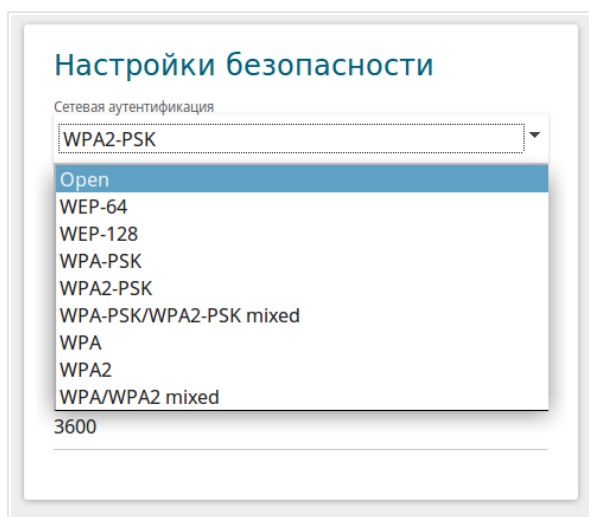 Настройки безопасности
Сетевая аутентификация
WPA2-PSK
Open
WEP-64
WEP-128
WPA-PSK
WPA2-PSK
WPA-PSK/WPA2-PSK mixed
WPA
WPA2
WPA/WPA2 mixed
3600